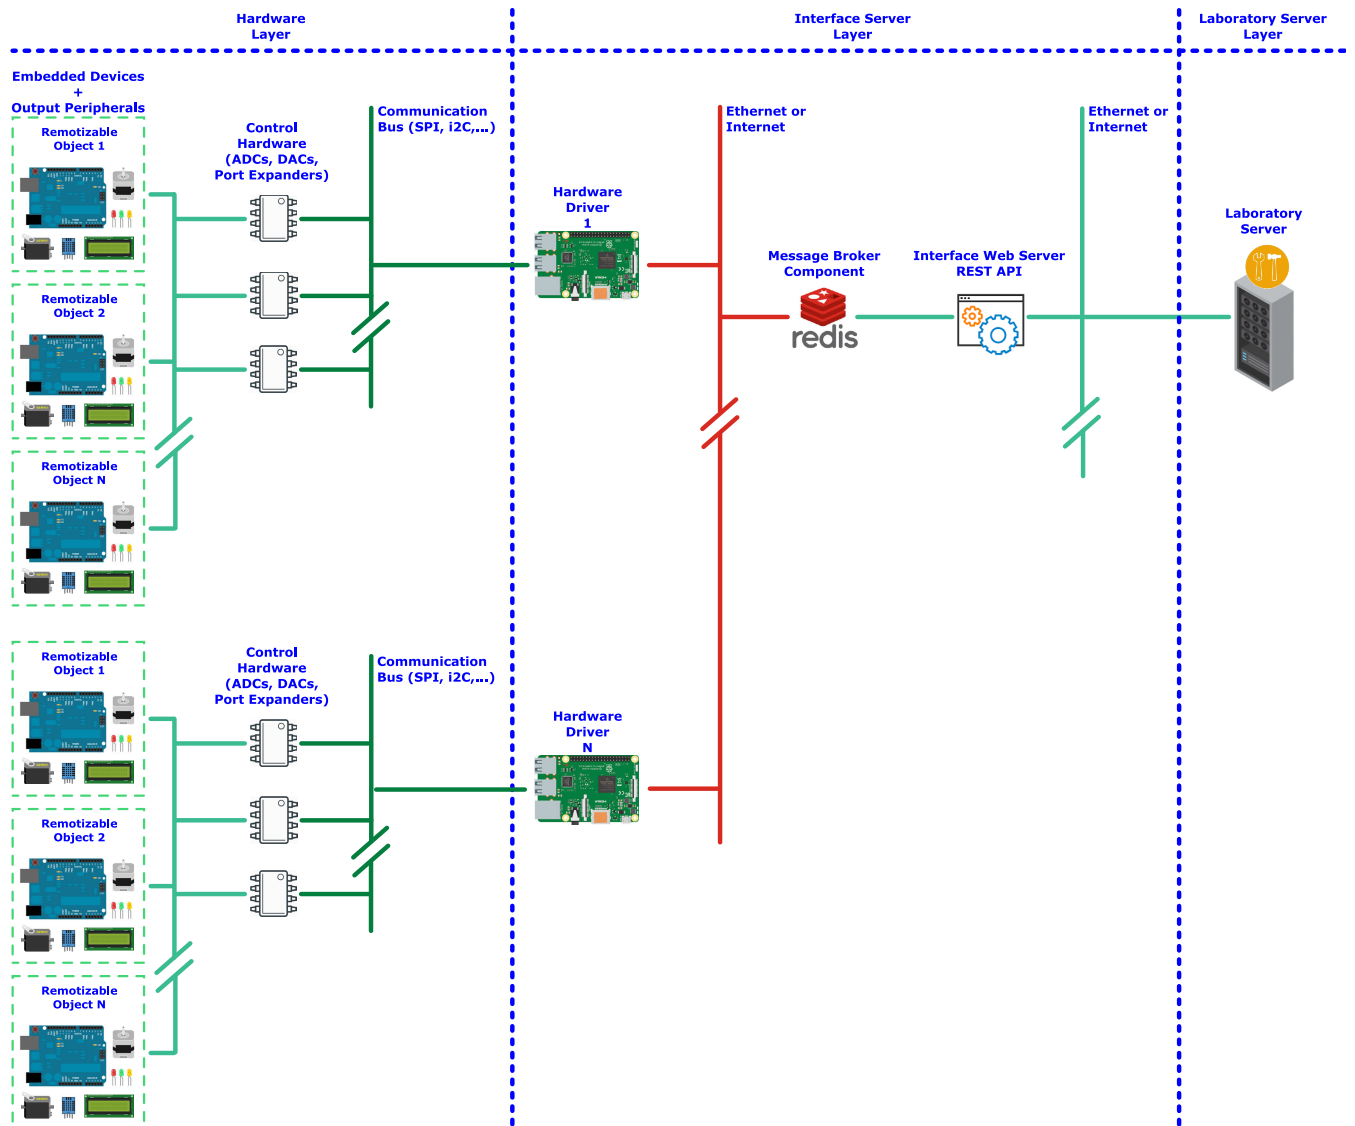 Hardware
Layer
Interface Server
Layer
Laboratory Server
Layer
Embedded Devices
+
Output Peripherals
Remotizable
Object 1
Control
Hardware
(ADCs, DACs,
Port Expanders)
Communication
Bus (SPI, i2C,...)
Hardware
Driver
1
Ethernet or
Internet
Message Broker
Component
redis
Interface Web Server
REST API
Ethernet or
Internet
Laboratory
Server
Remotizable
Object 2
Remotizable
Object N
Remotizable
Object 1
Control
Hardware
(ADCs, DACs,
Port Expanders)
Communication
Bus (SPI, i2C,...)
Hardware
Driver
N
Remotizable
Object 2
Remotizable
Object N